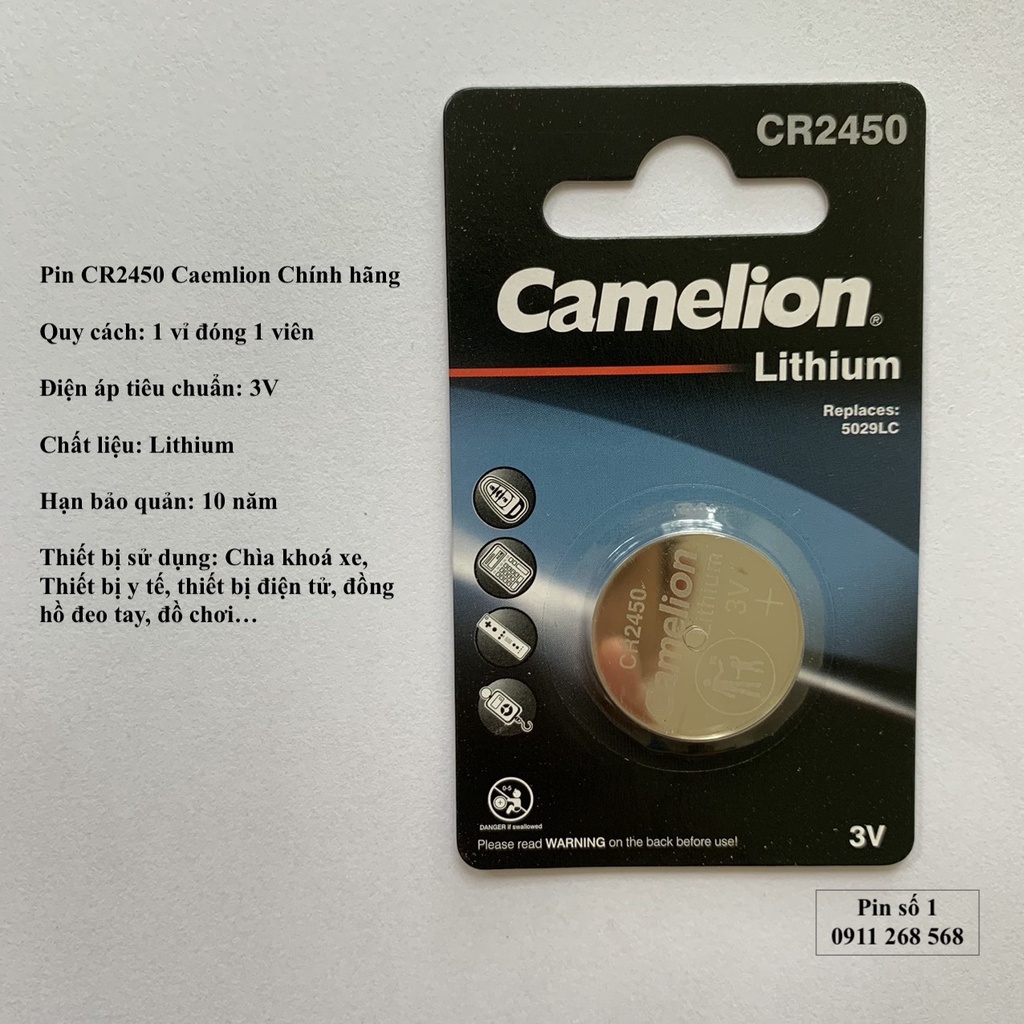 Pin CR2450 Caemlion Chính hãng
Quy cách: 1 vỉ đóng 1 viên
Điện áp tiêu chuẩn: 3V
Chất liệu: Lithium
Hạn bảo quản: 10 năm
Thiết bị sử dụng: Chìa khoá xe,
Thiết bị y tế, thiết bị điện tử, đồng
hồ đeo tay, đồ chơi…
CR2450
Camelion®
Lithium
Replaces:
5029LC
CR2450
Camelion
Lithium
3V +
0-5
DANGER if swallowed
Please read WARNING on the back before use!
3V
Pin số 1
0911 268 568